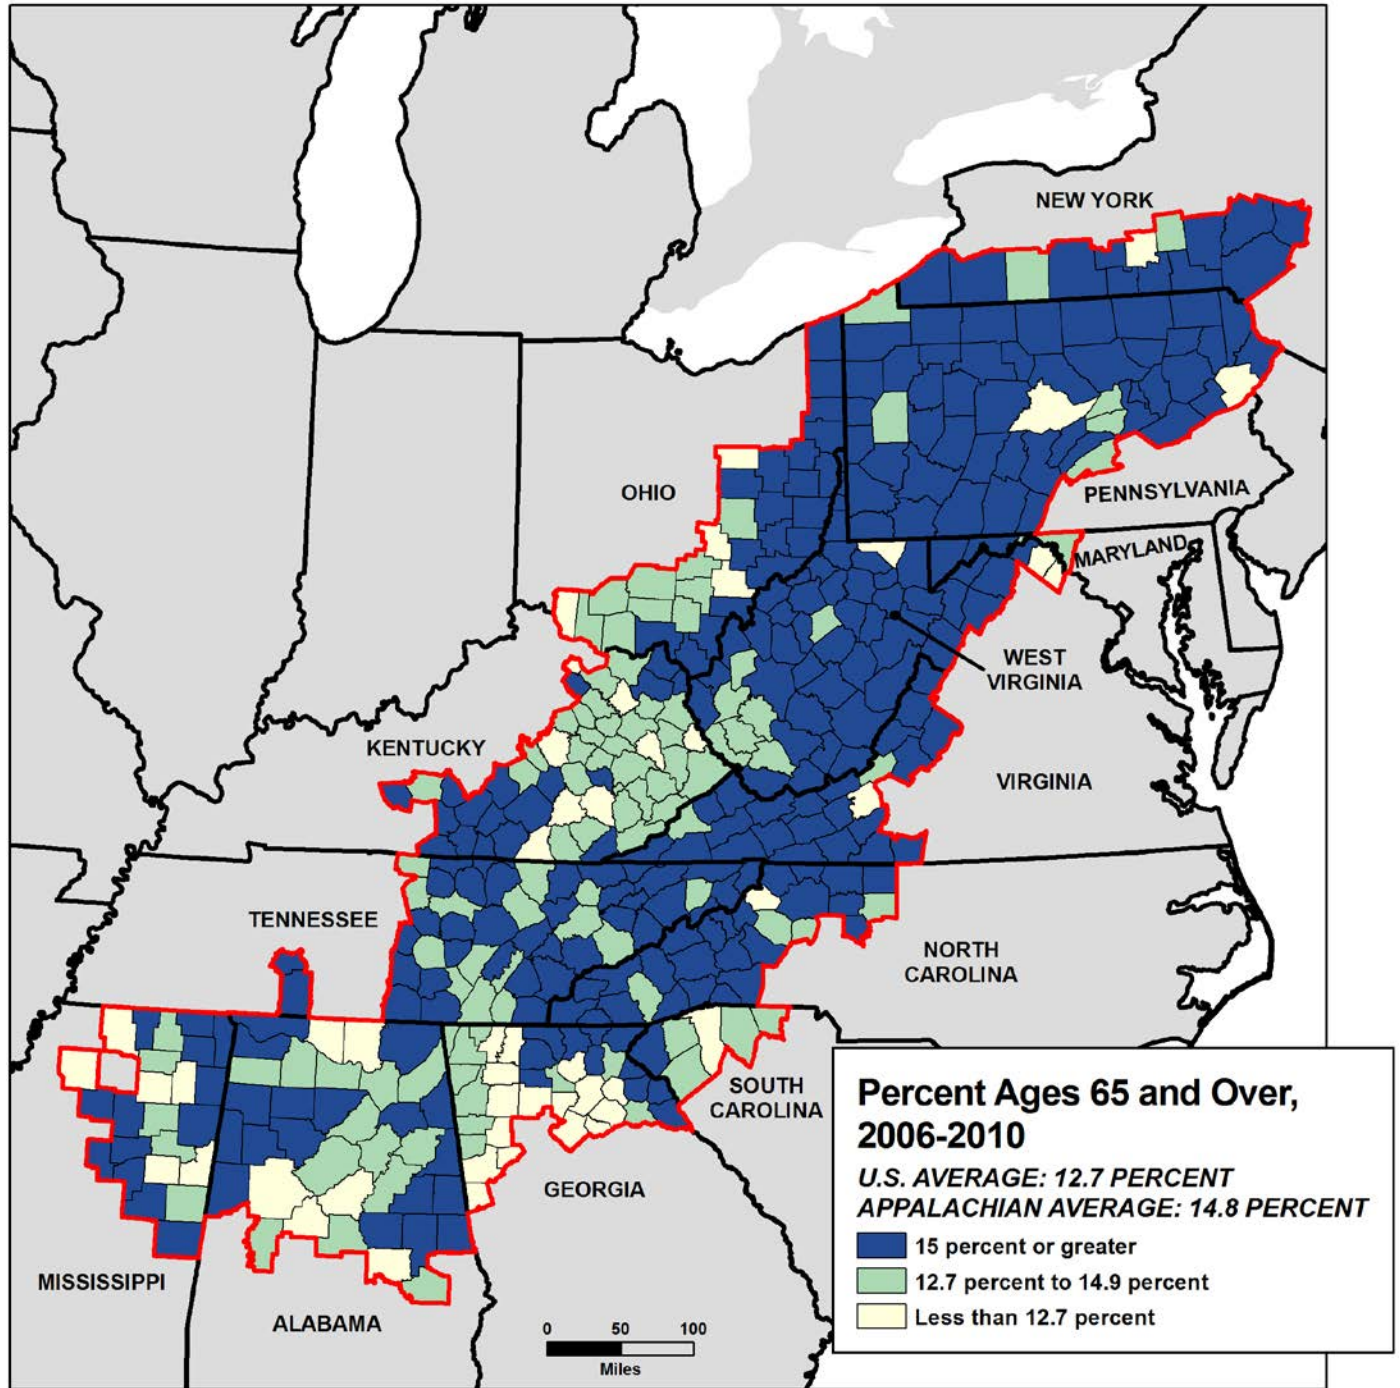 NEW YORK
OHIO
PENNSYLVANIA
MARYLAND
WEST
VIRGINIA
KENTUCKY
VIRGINIA
TENNESSEE
NORTH
CAROLINA
SOUTH
CAROLINA
GEORGIA
MISSISSIPPI
ALABAMA
0 50 100
Miles
Percent Ages 65 and Over,
2006-2010
U.S. AVERAGE: 12.7 PERCENT
APPALACHIAN AVERAGE: 14.8 PERCENT
15 percent or greater
12.7 percent to 14.9 percent
Less than 12.7 percent